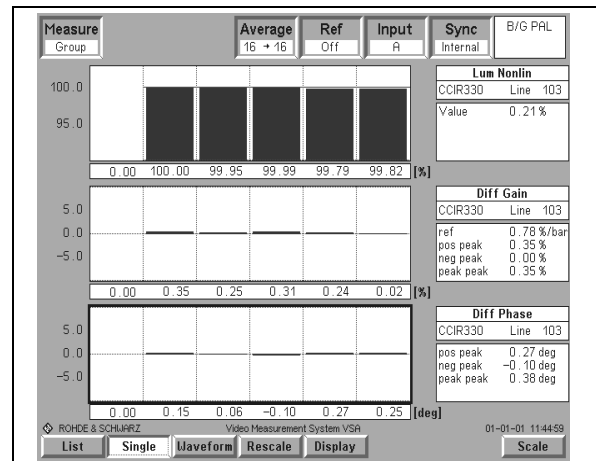 Measure Average Ref Input Sync B/G PAL
Group 16 → 16 Off A Internal
Lum Nonlin
CCIR330 Line 103
100.0
Value 0.21 %
95.0
0.00 100.00 99.95 99.99 99.79 99.82 [%]
Diff Gain
CCIR330 Line 103
5.0
0.0
-5.0
ref 0.78 %/bar
pos peak 0.35 %
neg peak 0.00 %
peak peak 0.35 %
0.00 0.35 0.25 0.31 0.24 0.02 [%]
Diff Phase
CCIR330 Line 103
5.0
0.0
-5.0
pos peak 0.27 deg
neg peak -0.10 deg
peak peak 0.38 deg
0.00 0.15 0.06 -0.10 0.27 0.25 [deg]
ROHDE & SCHWARZ Video Measurement System VSA 01-01-01 11:44:59
List Single Waveform Rescale Display Scale